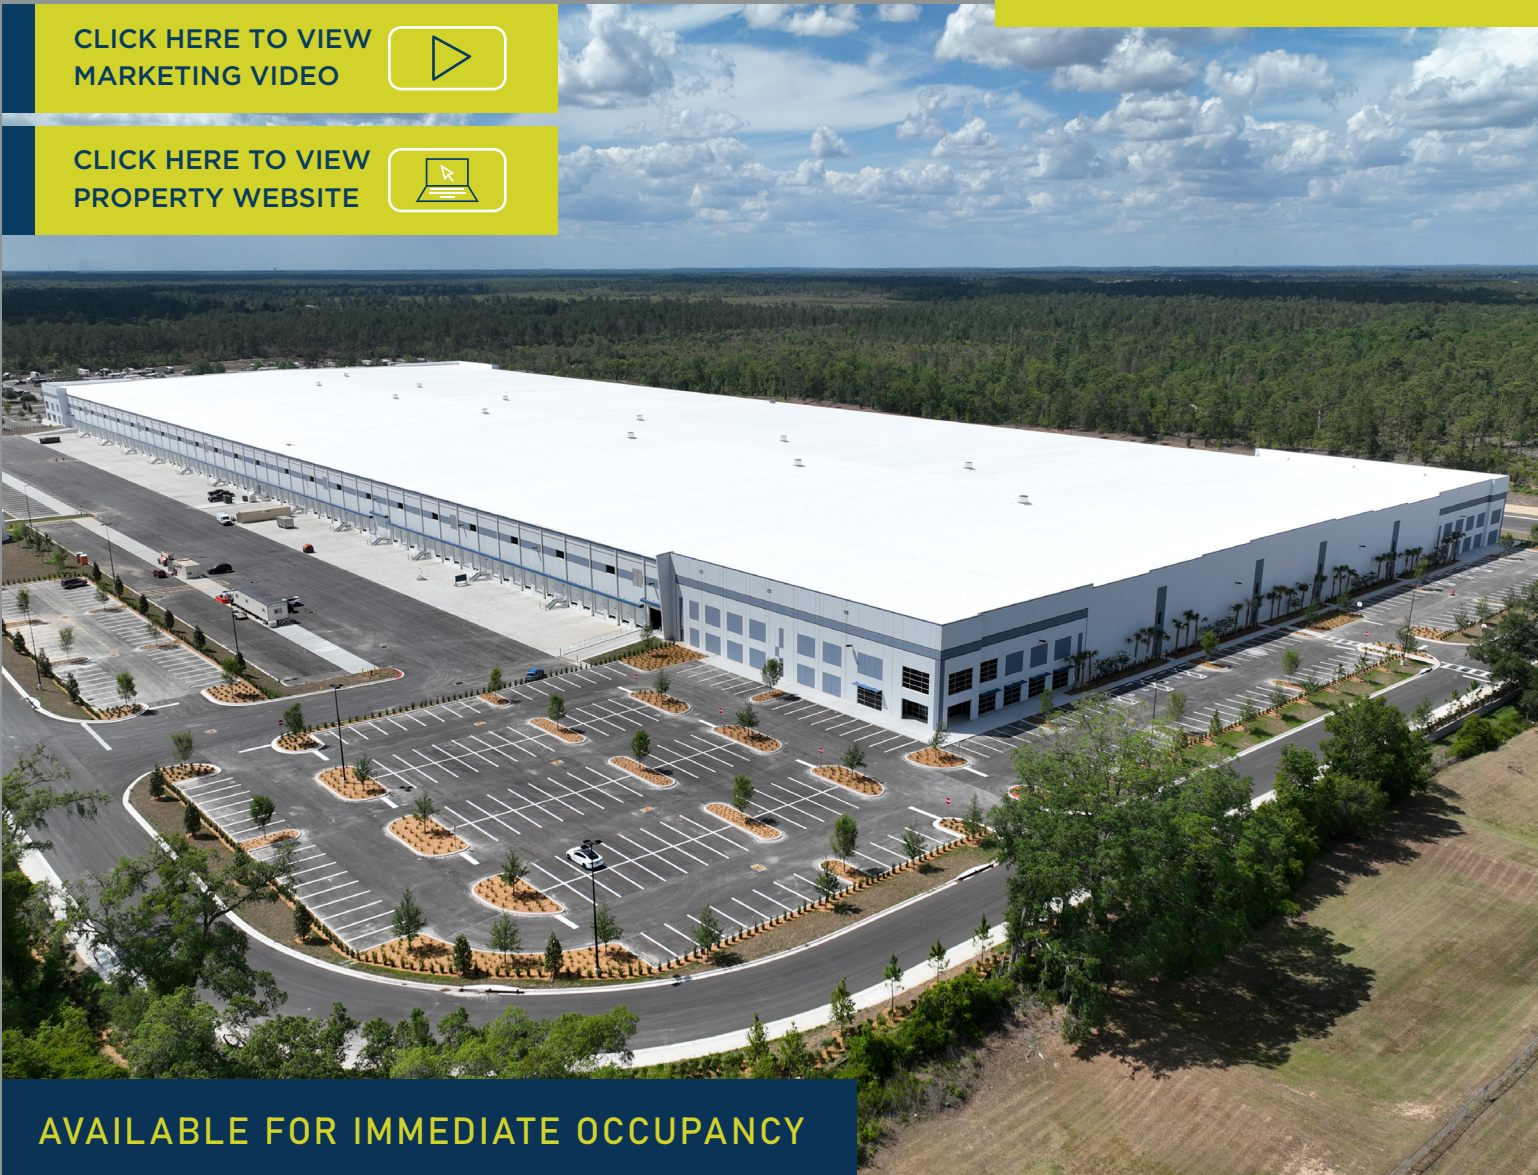 CLICK HERE TO VIEW
MARKETING VIDEO
CLICK HERE TO VIEW
PROPERTY WEBSITE
AVAILABLE FOR IMMEDIATE OCCUPANCY